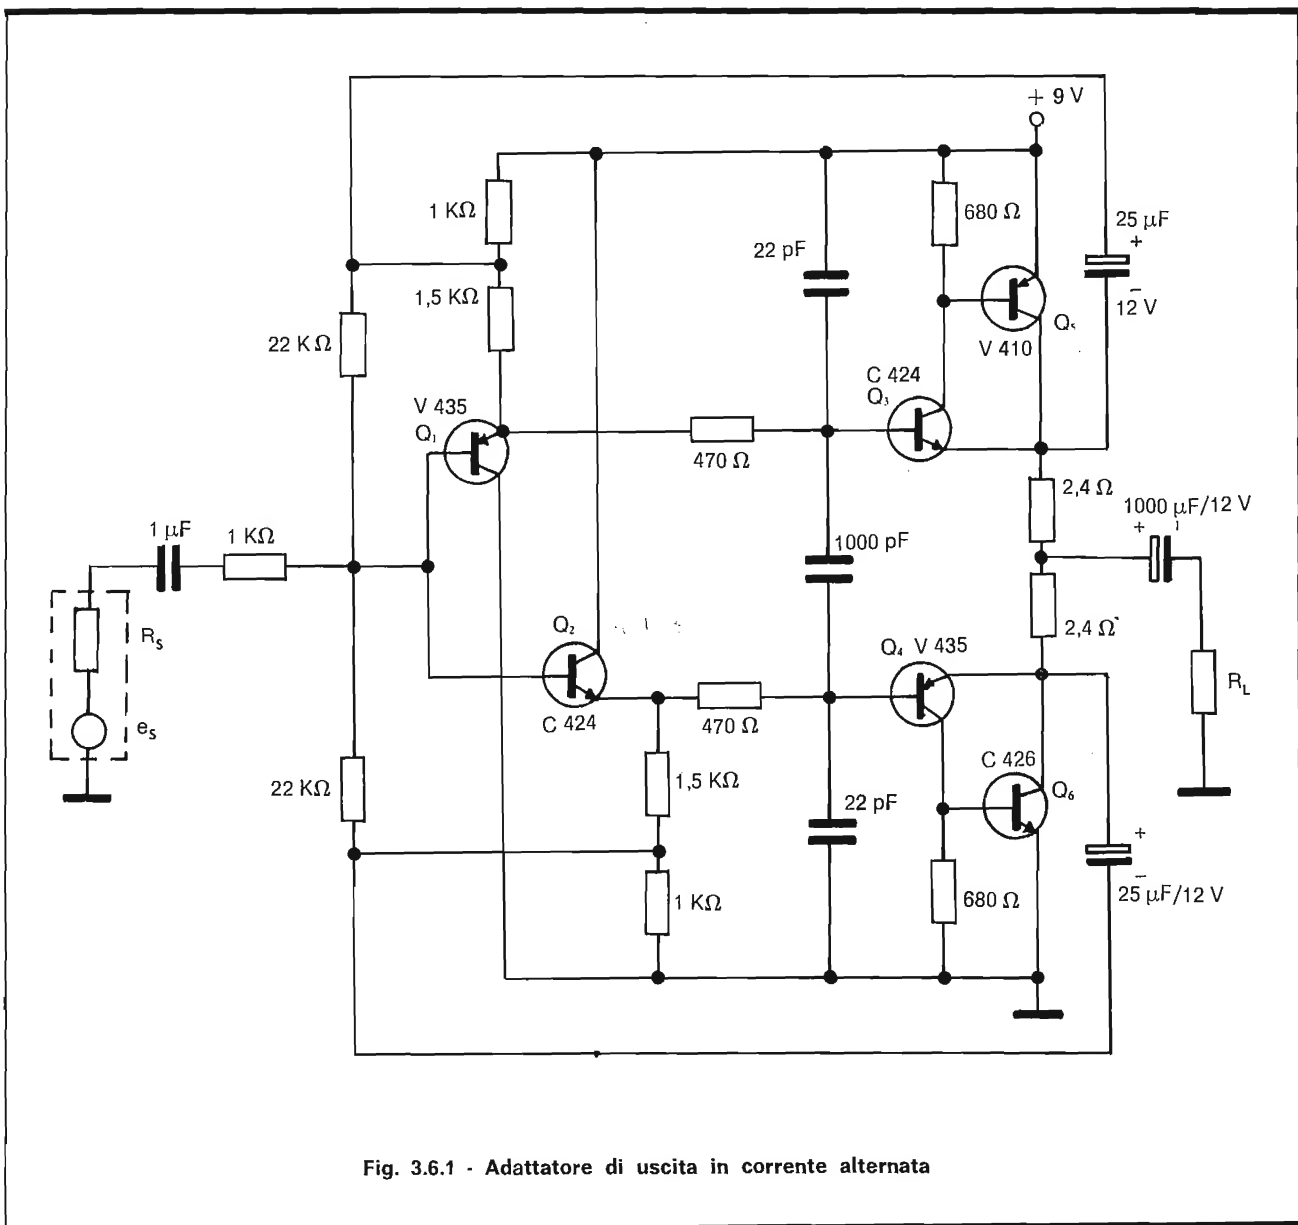 + 9 V
1 KΩ
680 Ω
25 μF
+
22 pF
1,5 KΩ
−
12 V
22 KΩ
Q5
V 410
C 424
Q3
V 435
Q1
470 Ω
2,4 Ω
1000 μF/12 V
+
1 μF
1 KΩ
1000 pF
Q2
2,4 Ω
Rs
Q4 V 435
RL
es
C 424
470 Ω
C 426
Q6
22 KΩ
1,5 KΩ
22 pF
+
−
25 μF/12 V
1 KΩ
680 Ω
Fig. 3.6.1 - Adattatore di uscita in corrente alternata